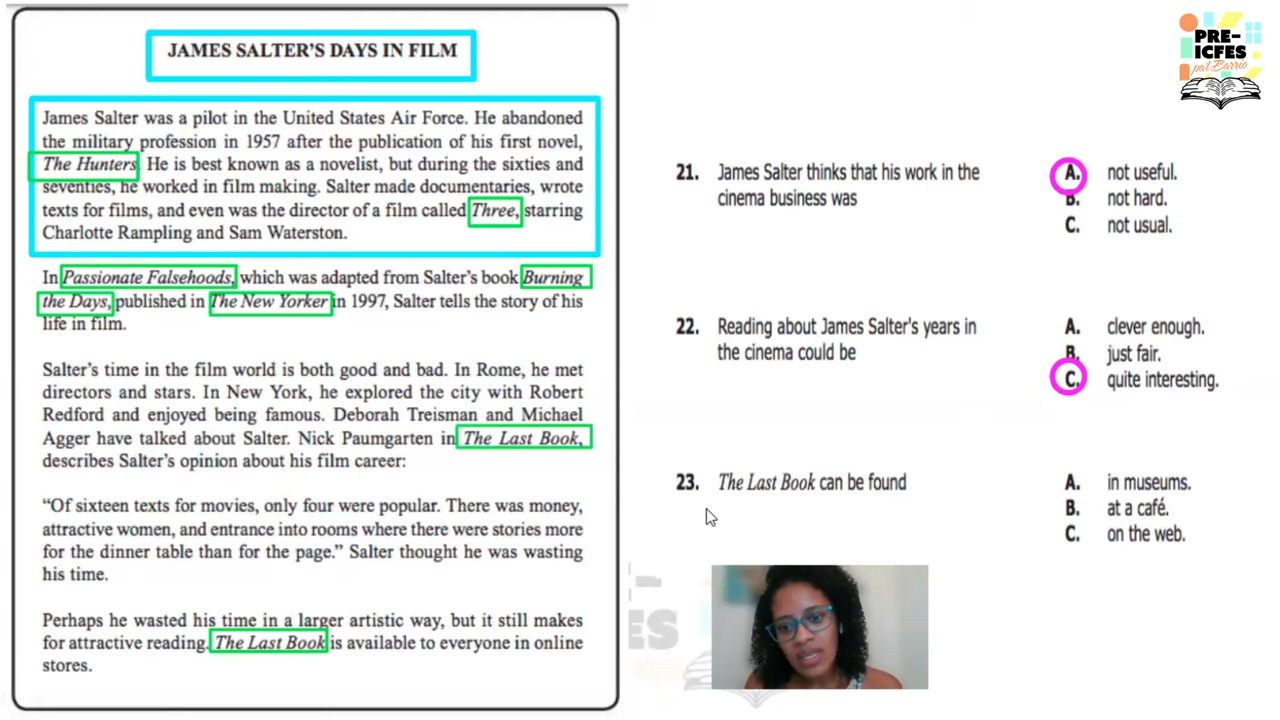 JAMES SALTER'S DAYS IN FILM
James Salter was a pilot in the United States Air Force. He abandoned
the military profession in 1957 after the publication of his first novel,
The Hunters. He is best known as a novelist, but during the sixties and
seventies, he worked in film making. Salter made documentaries, wrote
texts for films, and even was the director of a film called Three, starring
Charlotte Rampling and Sam Waterston.
In Passionate Falsehoods, which was adapted from Salter's book Burning
the Days, published in The New Yorker in 1997, Salter tells the story of his
life in film.
Salter's time in the film world is both good and bad. In Rome, he met
directors and stars. In New York, he explored the city with Robert
Redford and enjoyed being famous. Deborah Treisman and Michael
Agger have talked about Salter. Nick Paumgarten in The Last Book,
describes Salter's opinion about his film career:
"Of sixteen texts for movies, only four were popular. There was money,
attractive women, and entrance into rooms where there were stories more
for the dinner table than for the page." Salter thought he was wasting
his time.
Perhaps he wasted his time in a larger artistic way, but it still makes
for attractive reading. The Last Book is available to everyone in online
stores.
PRE-
ICFES
pal' Barrio
21. James Salter thinks that his work in the
cinema business was
A. not useful.
B. not hard.
C. not usual.
22. Reading about James Salter's years in
the cinema could be
A. clever enough.
B. just fair.
C. quite interesting.
23. The Last Book can be found
A. in museums.
B. at a café.
C. on the web.
ES